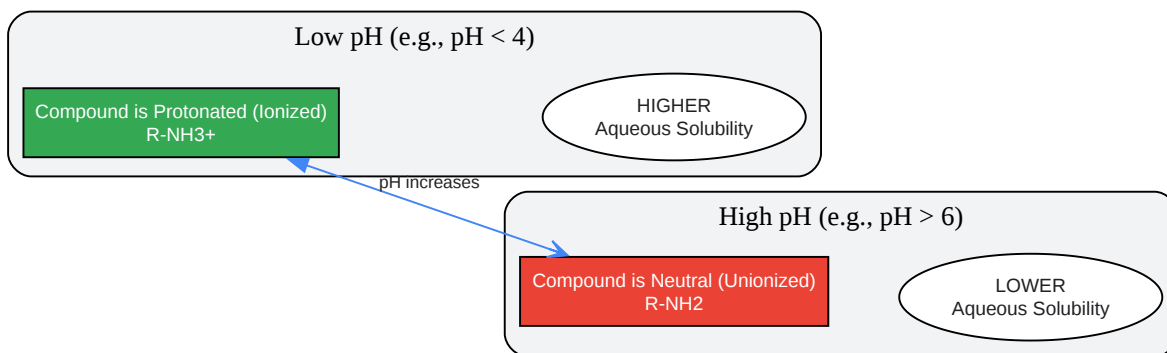 Low pH (e.g., pH < 4)
Compound is Protonated (Ionized)
R-NH3+
HIGHER
Aqueous Solubility
pH increases
High pH (e.g., pH > 6)
Compound is Neutral (Unionized)
R-NH2
LOWER
Aqueous Solubility